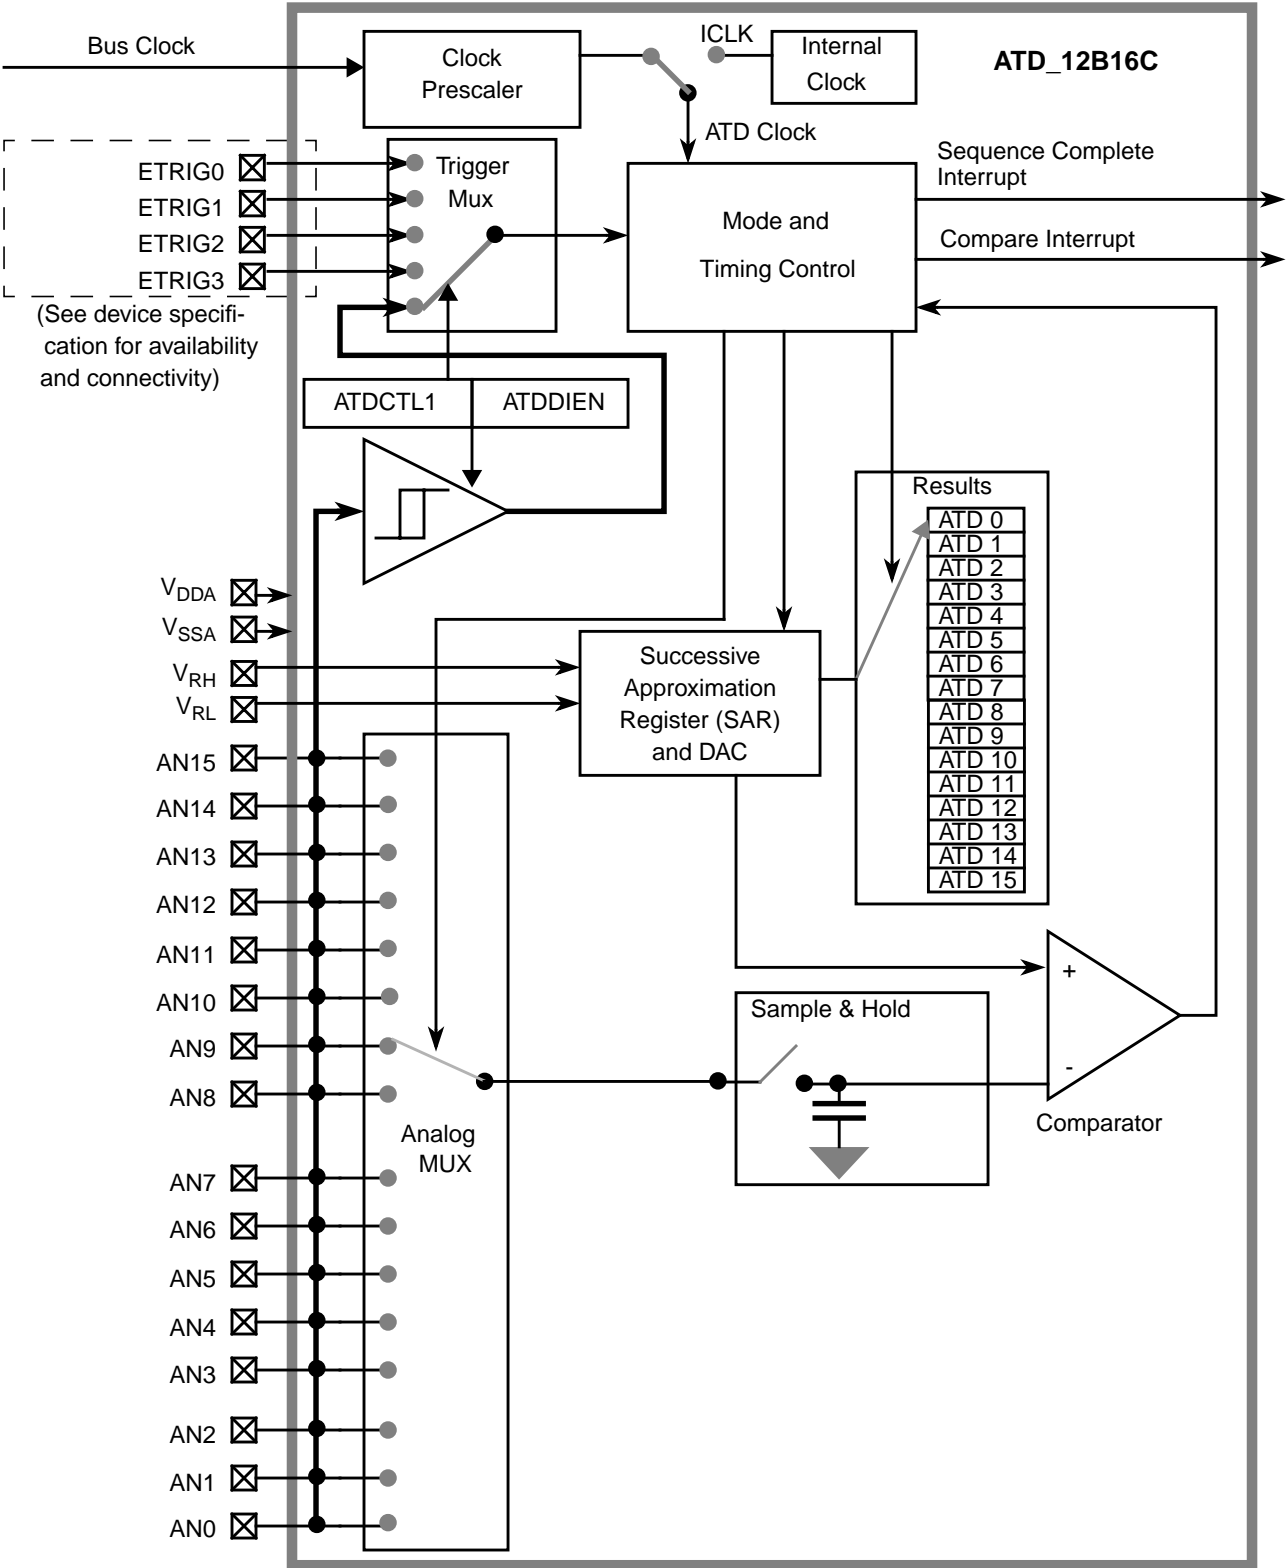 Bus Clock
Clock
Prescaler
ICLK
Internal
Clock
ATD_12B16C
ATD Clock
ETRIG0
ETRIG1
ETRIG2
ETRIG3
(See device specifi-
cation for availability
and connectivity)
Trigger
Mux
Mode and
Timing Control
Sequence Complete
Interrupt
Compare Interrupt
ATDCTL1
ATDDIEN
Results
ATD 0
ATD 1
ATD 2
ATD 3
ATD 4
ATD 5
ATD 6
ATD 7
ATD 8
ATD 9
ATD 10
ATD 11
ATD 12
ATD 13
ATD 14
ATD 15
VDDA
VSSA
VRH
VRL
Successive
Approximation
Register (SAR)
and DAC
AN15
AN14
AN13
AN12
AN11
AN10
AN9
AN8
AN7
AN6
AN5
AN4
AN3
AN2
AN1
AN0
Analog
MUX
Sample & Hold
+
-
Comparator